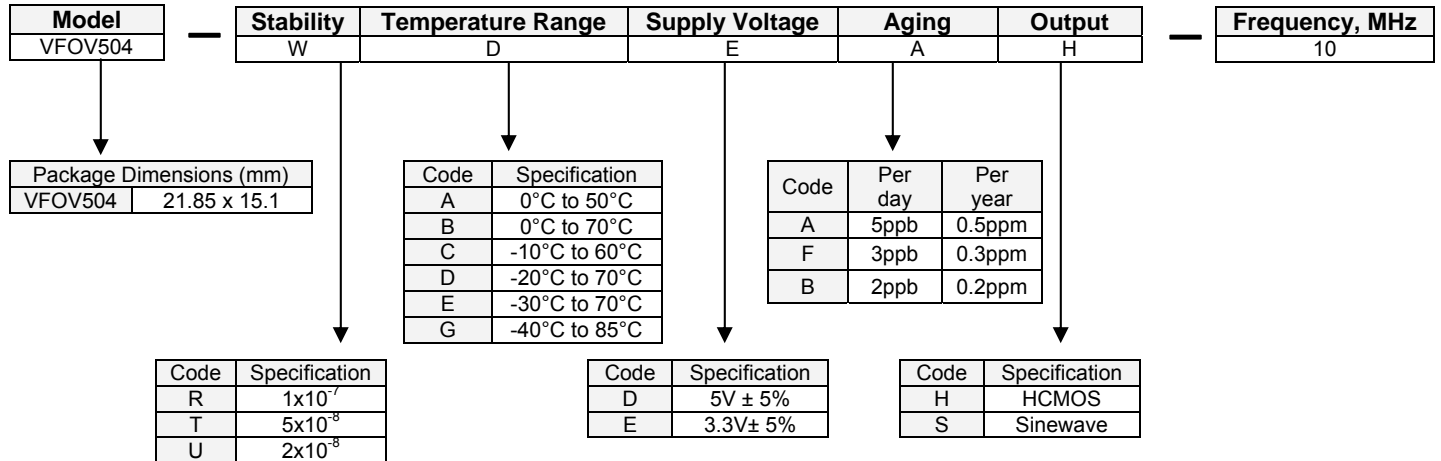 Model — Stability Temperature Range Supply Voltage Aging Output — Frequency, MHz
VFOV504 W D E A H 10
Package Dimensions (mm)
VFOV504 21.85 x 15.1
Code Specification
A 0°C to 50°C
B 0°C to 70°C
C -10°C to 60°C
D -20°C to 70°C
E -30°C to 70°C
G -40°C to 85°C
Code Per day Per year
A 5ppb 0.5ppm
F 3ppb 0.3ppm
B 2ppb 0.2ppm
Code Specification
R 1x10⁻⁷
T 5x10⁻⁸
U 2x10⁻⁸
Code Specification
D 5V ± 5%
E 3.3V± 5%
Code Specification
H HCMOS
S Sinewave